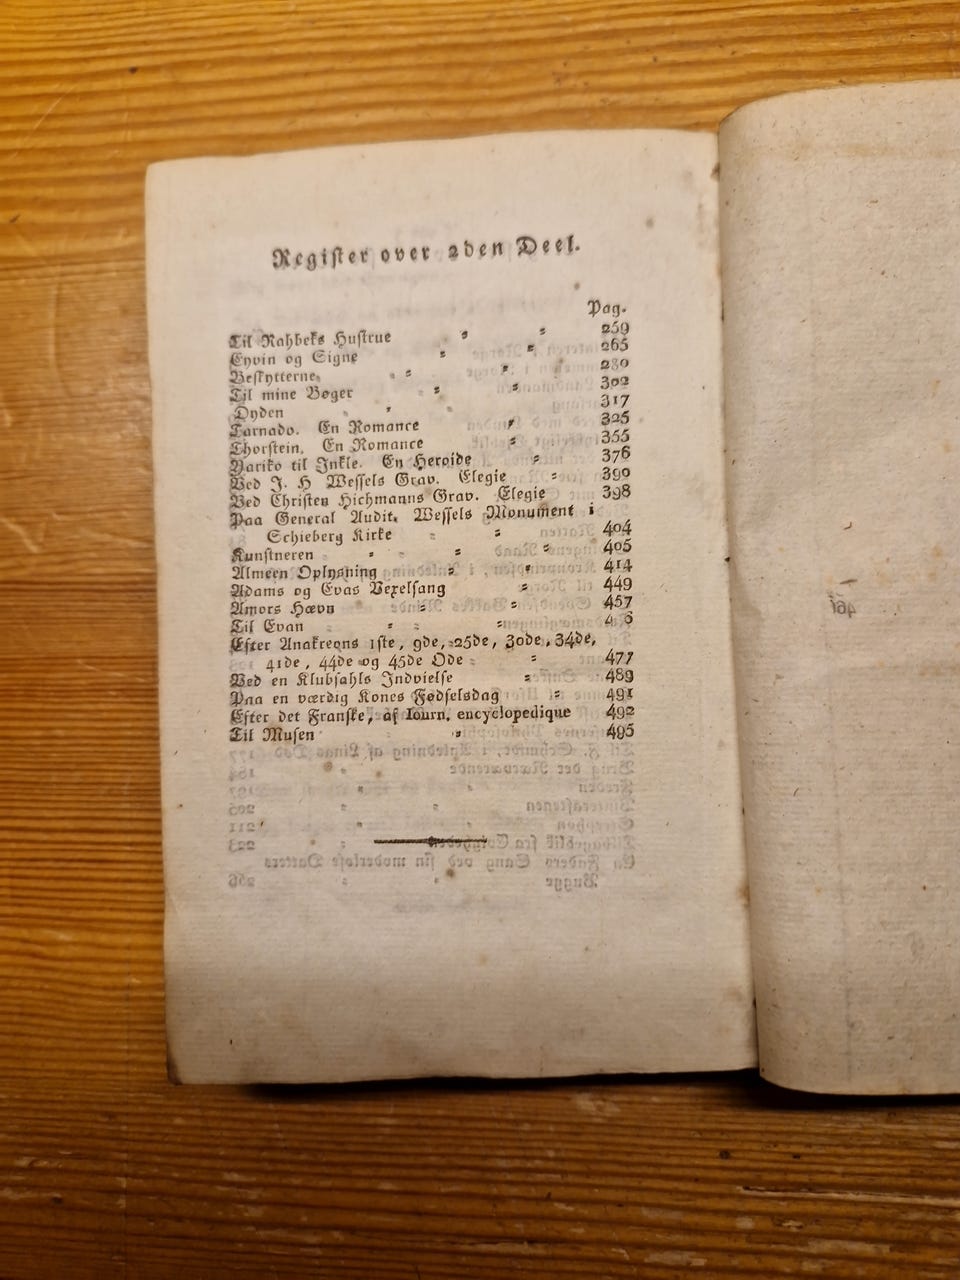 Register over 2den Deel.
Pag.
Til Rahbeks Hustrue 259
Eyvin og Signe 265
Beskytterne 280
Til mine Bøger 302
Dyden 317
Tarnado. En Romance 325
Thorstein. En Romance 355
Yariko til Inkle. En Heroide 376
Ved J. H Wessels Grav. Elegie 390
Ved Christen Hichmanns Grav. Elegie 398
Paa General Audit. Wessels Monument i
Schieberg Kirke 404
Kunstneren 405
Almeen Oplysning 414
Adams og Evas Vexelsang 449
Amors Hævn 457
Til Evan
Efter Anakreons 1ste, 9de, 25de, 30de, 34de,
41de, 44de og 45de Ode 477
Ved en Klubsahls Indvielse 489
Paa en værdig Kones Fødselsdag 491
Efter det Franske, af Iourn. encyclopedique 492
Til Musen 495